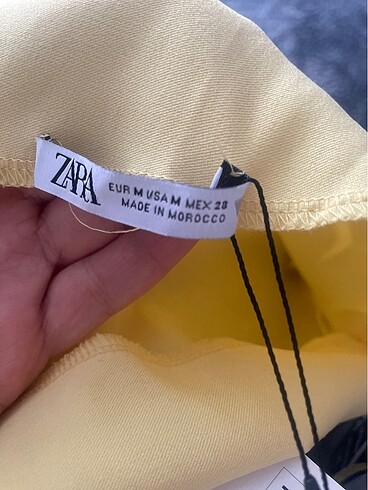 ZARA
EUR M USA M MEX 28
MADE IN MOROCCO